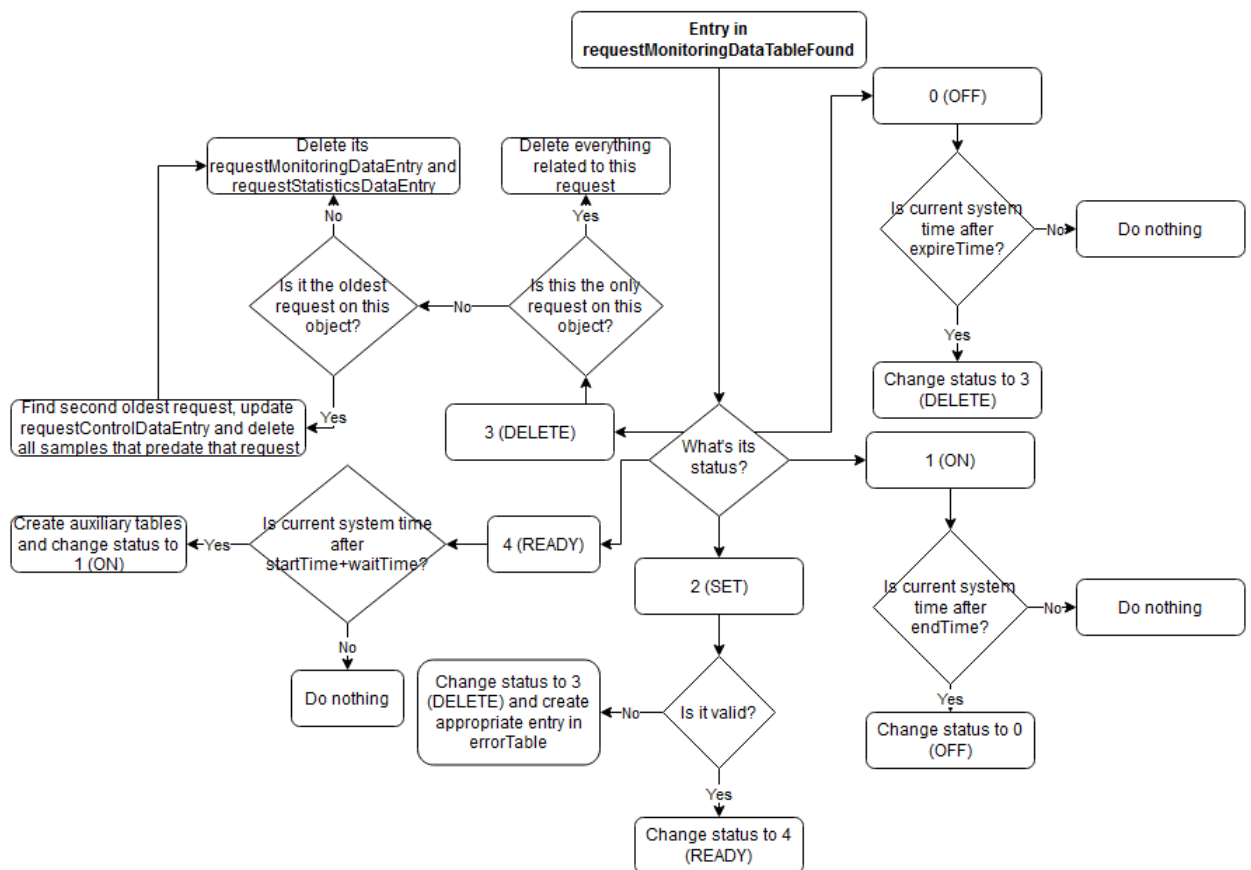 Entry in
requestMonitoringDataTableFound
0 (OFF)
Is current system
time after
expireTime?
No
Do nothing
Yes
Change status to 3
(DELETE)
Delete its
requestMonitoringDataEntry and
requestStatisticsDataEntry
Delete everything
related to this
request
No
Yes
Is it the oldest
request on this
object?
No
Is this the only
request on this
object?
Yes
Find second oldest request, update
requestControlDataEntry and delete
all samples that predate that request
3 (DELETE)
What's its
status?
1 (ON)
Is current system
time after
endTime?
No
Do nothing
Yes
Change status to 0
(OFF)
Create auxiliary tables
and change status to
1 (ON)
Yes
Is current system time
after
startTime+waitTime?
4 (READY)
No
Do nothing
2 (SET)
Is it valid?
No
Change status to 3
(DELETE) and create
appropriate entry in
errorTable
Yes
Change status to 4
(READY)